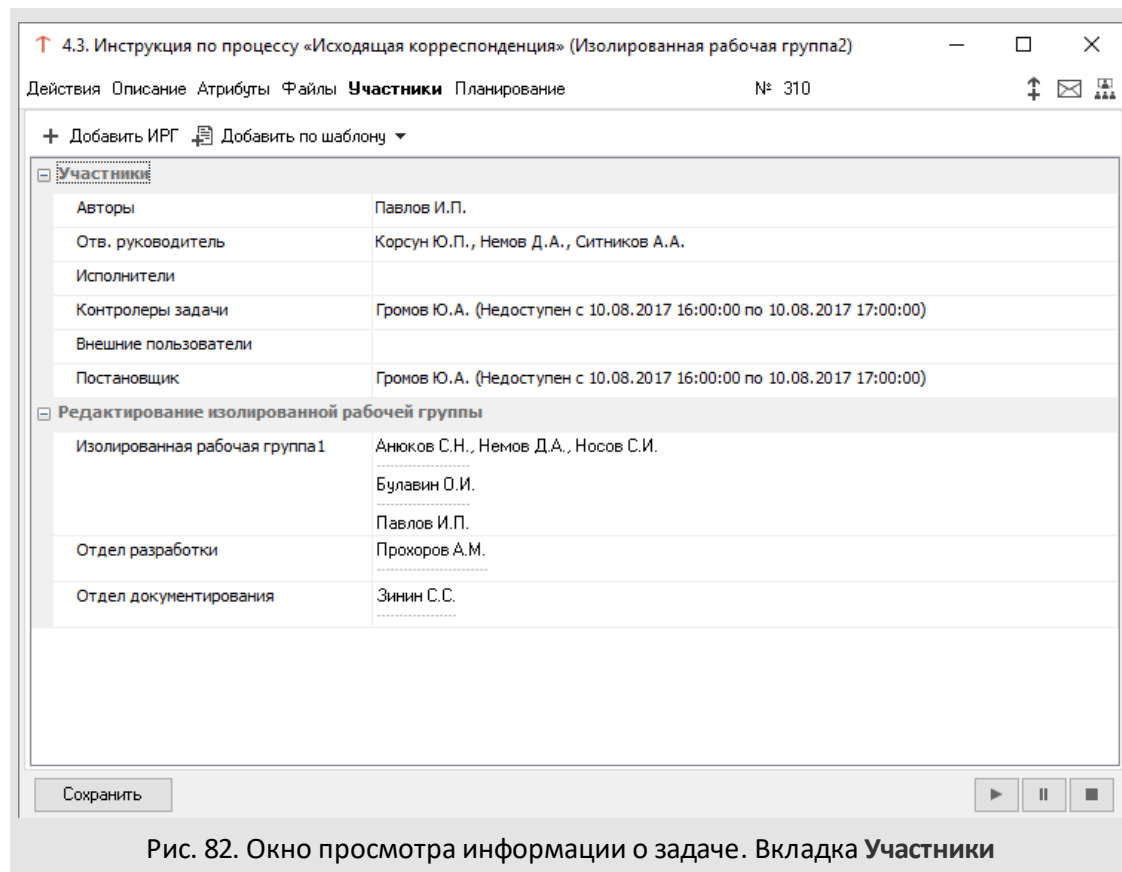 4.3. Инструкция по процессу «Исходящая корреспонденция» (Изолированная рабочая группа2)
Действия Описание Атрибуты Файлы Участники Планирование № 310
Добавить ИРГ Добавить по шаблону
Участники
Авторы Павлов И.П.
Отв. руководитель Корсун Ю.П., Немов Д.А., Ситников А.А.
Исполнители
Контролеры задачи Громов Ю.А. (Недоступен с 10.08.2017 16:00:00 по 10.08.2017 17:00:00)
Внешние пользователи
Постановщик Громов Ю.А. (Недоступен с 10.08.2017 16:00:00 по 10.08.2017 17:00:00)
Редактирование изолированной рабочей группы
Изолированная рабочая группа1 Анюков С.Н., Немов Д.А., Носов С.И.
Булавин О.И.
Павлов И.П.
Отдел разработки Прохоров А.М.
Отдел документирования Зинин С.С.
Сохранить
Рис. 82. Окно просмотра информации о задаче. Вкладка Участники